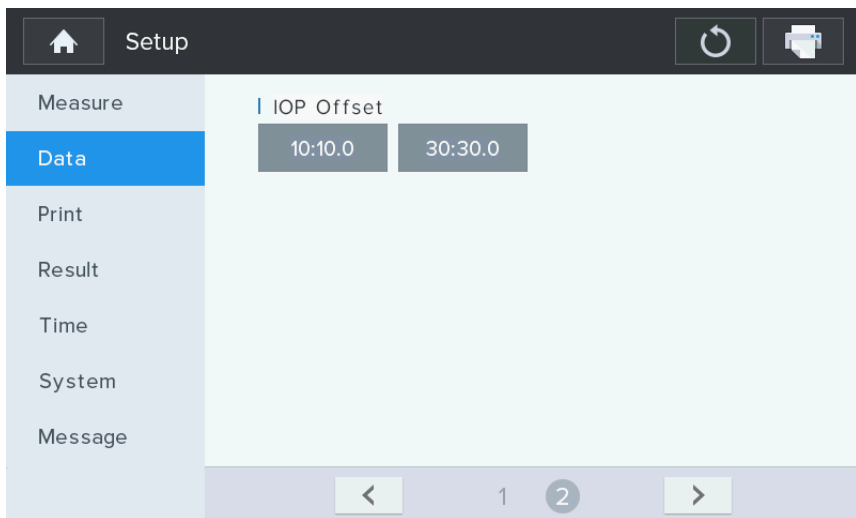 Setup
Measure
Data
Print
Result
Time
System
Message
IOP Offset
10:10.0 30:30.0
< 1 2 >